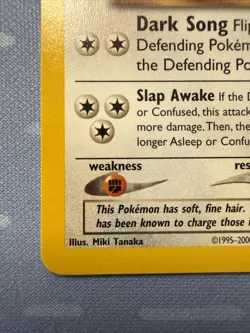 Dark Song Flip
Defending Pokém
the Defending Po
Slap Awake If the D
or Confused, this attack
more damage. Then, the
longer Asleep or Confu
weakness
res
This Pokémon has soft, fine hair.
has been known to charge those
Illus. Miki Tanaka
©1995–200